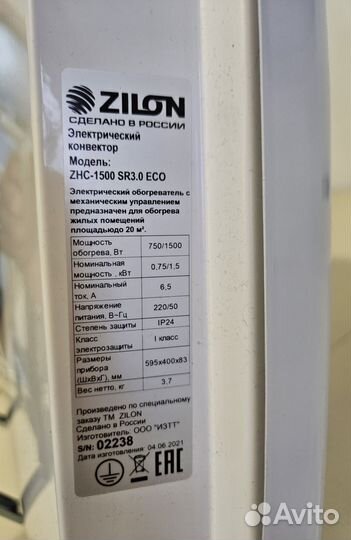 ZILON
СДЕЛАНО В РОССИИ
Электрический
конвектор
Модель:
ZHC-1500 SR3.0 ECO
Электрический обогреватель с
механическим управлением
предназначен для обогрева
жилых помещений
площадьюдо 20 м².
Мощность
обогрева, Вт 750/1500
Номинальная
мощность , кВт 0,75/1,5
Номинальный
ток, А 6,5
Напряжение
питания, В~Гц 220/50
Степень защиты IP24
Класс
электрозащиты I класс
Размеры
прибора
(ШхВхГ), мм 595x400x83
Вес нетто, кг 3.7
Произведено по специальному
заказу ТМ ZILON
Сделано в России
Изготовитель: ООО "ИЗТТ"
S/N: 02238
Дата изготовления 04.06.2021
EAC
Avito